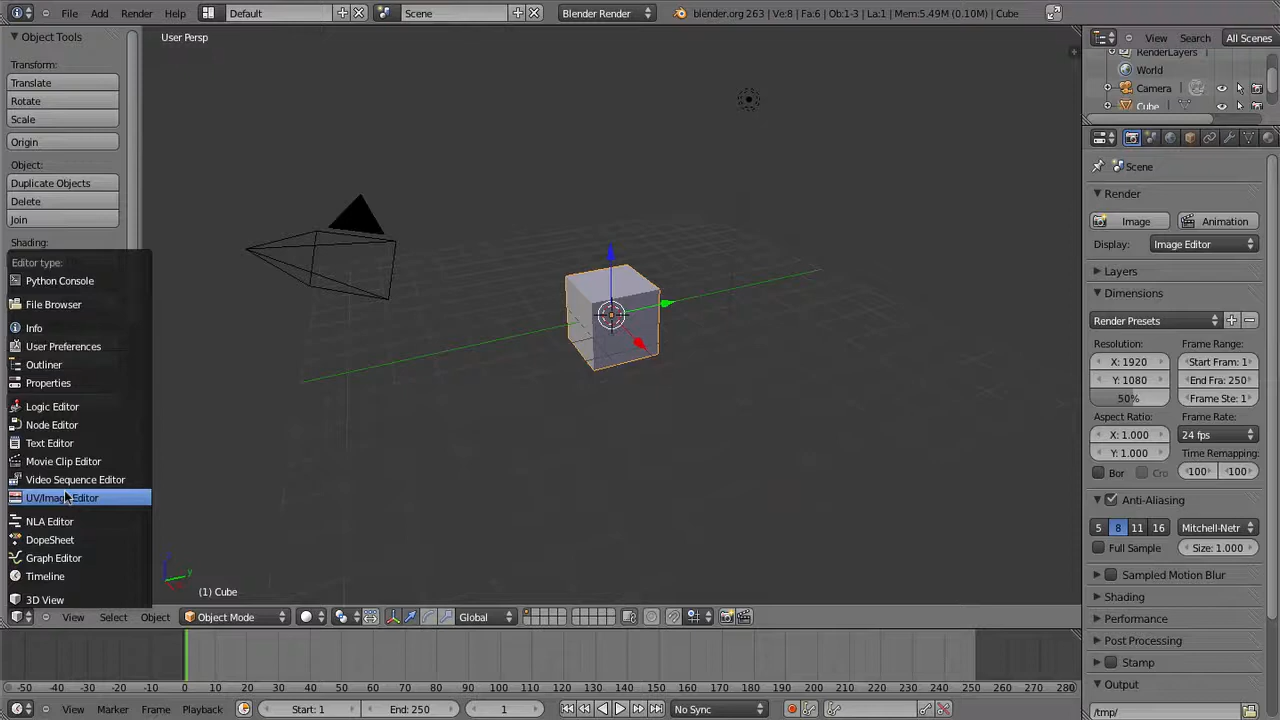 File Add Render Help Default Scene Blender Render blender.org 263 | Ve:8 | Fa:6 | Ob:1-3 | La:1 | Mem:5.49M (0.10M) | Cube
Object Tools
User Persp
View Search All Scenes
RenderLayers
World
Camera
Cube
Transform:
Translate
Rotate
Scale
Origin
Object:
Duplicate Objects
Delete
Join
Shading:
Editor type:
Python Console
File Browser
Info
User Preferences
Outliner
Properties
Logic Editor
Node Editor
Text Editor
Movie Clip Editor
Video Sequence Editor
UV/Image Editor
NLA Editor
DopeSheet
Graph Editor
Timeline
3D View
z
y
(1) Cube
View Select Object Object Mode Global
Scene
Render
Image Animation
Display: Image Editor
Layers
Dimensions
Render Presets
Resolution: Frame Range:
X: 1920 Start Fram: 1
Y: 1080 End Fra: 250
50% Frame Ste: 1
Aspect Ratio: Frame Rate:
X: 1.000 24 fps
Y: 1.000 Time Remapping:
Bor Cro 100 100
Anti-Aliasing
5 8 11 16 Mitchell-Netr
Full Sample Size: 1.000
Sampled Motion Blur
Shading
Performance
Post Processing
Stamp
Output
/tmp/
-50 -40 -30 -20 -10 0 10 20 30 40 50 60 70 80 90 100 110 120 130 140 150 160 170 180 190 200 210 220 230 240 250 260 270 280
View Marker Frame Playback Start: 1 End: 250 1 No Sync